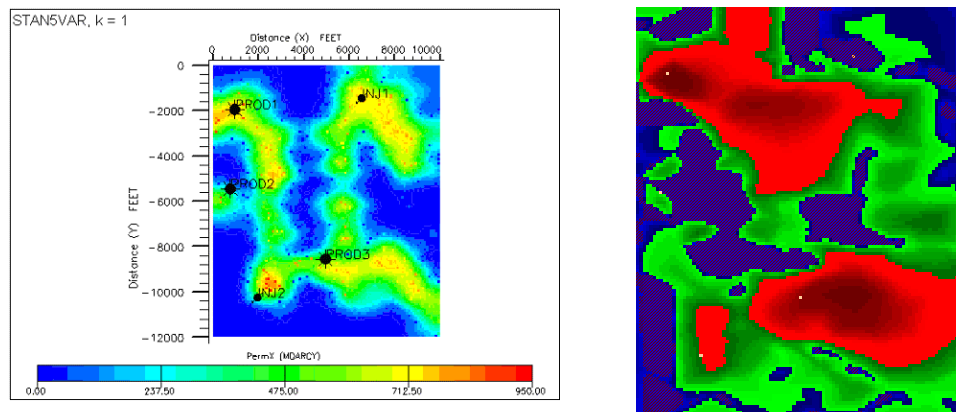 STAN5VAR, k = 1
Distance (X) FEET
0 2000 4000 6000 8000 10000
0
-2000
-4000
-6000
-8000
-10000
-12000
Distance (Y) FEET
PROD1
INJ1
PROD2
PROD3
INJ2
PermX (MDARCY)
0.00 237.50 475.00 712.50 950.00